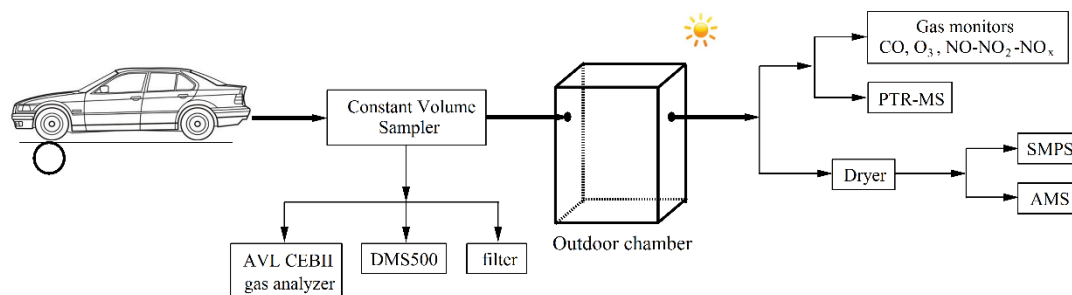 Gas monitors
CO, O₃ , NO-NO₂ -NOₓ
PTR-MS
Constant Volume
Sampler
Dryer
SMPS
AMS
Outdoor chamber
AVL CEBII
gas analyzer
DMS500
filter